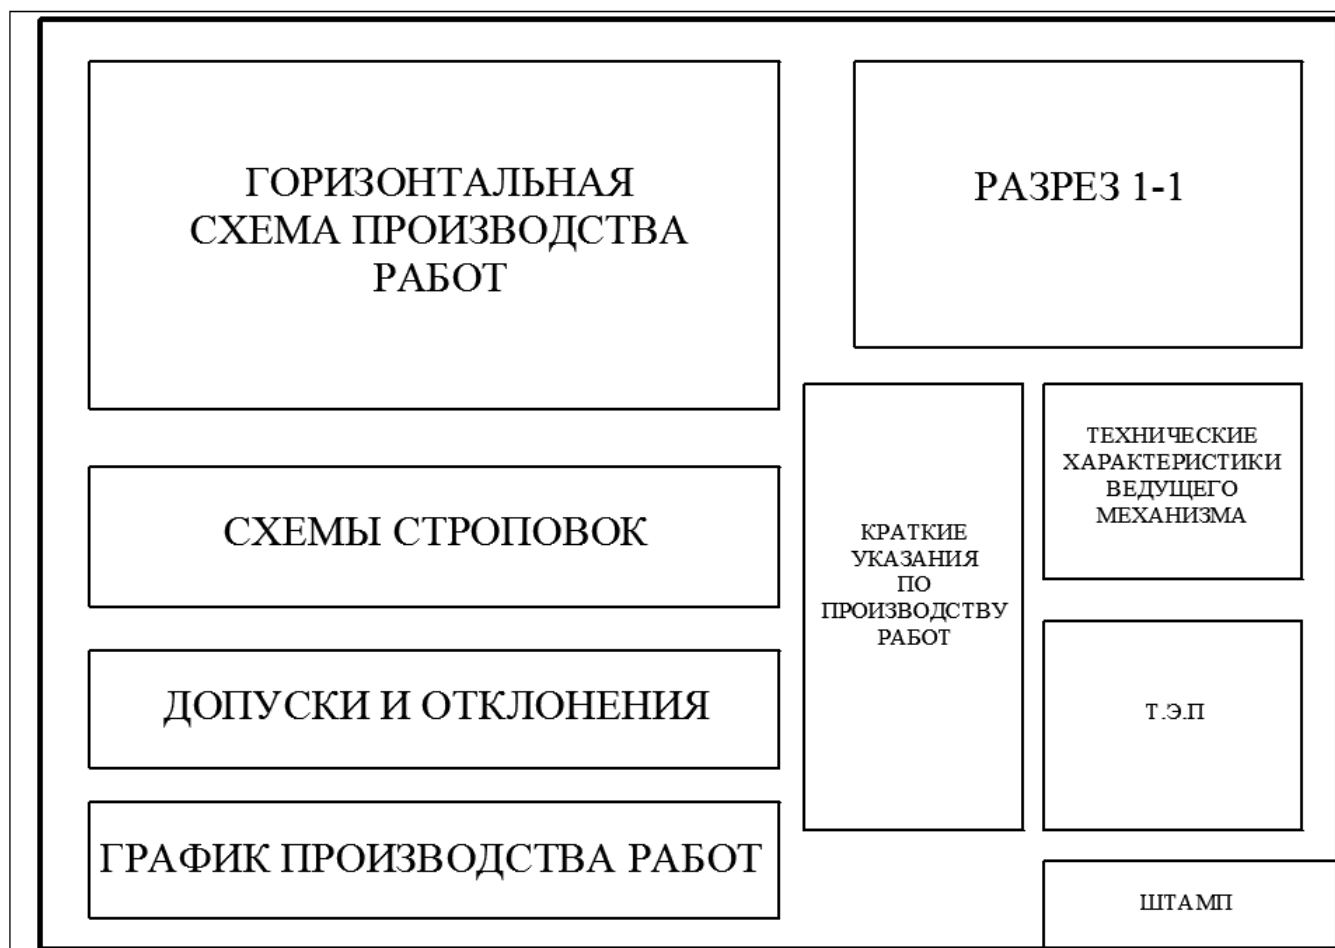 ГОРИЗОНТАЛЬНАЯ
СХЕМА ПРОИЗВОДСТВА
РАБОТ
РАЗРЕЗ 1-1
СХЕМЫ СТРОПОВОК
ДОПУСКИ И ОТКЛОНЕНИЯ
ГРАФИК ПРОИЗВОДСТВА РАБОТ
КРАТКИЕ
УКАЗАНИЯ
ПО
ПРОИЗВОДСТВУ
РАБОТ
ТЕХНИЧЕСКИЕ
ХАРАКТЕРИСТИКИ
ВЕДУЩЕГО
МЕХАНИЗМА
Т.Э.П
ШТАМП